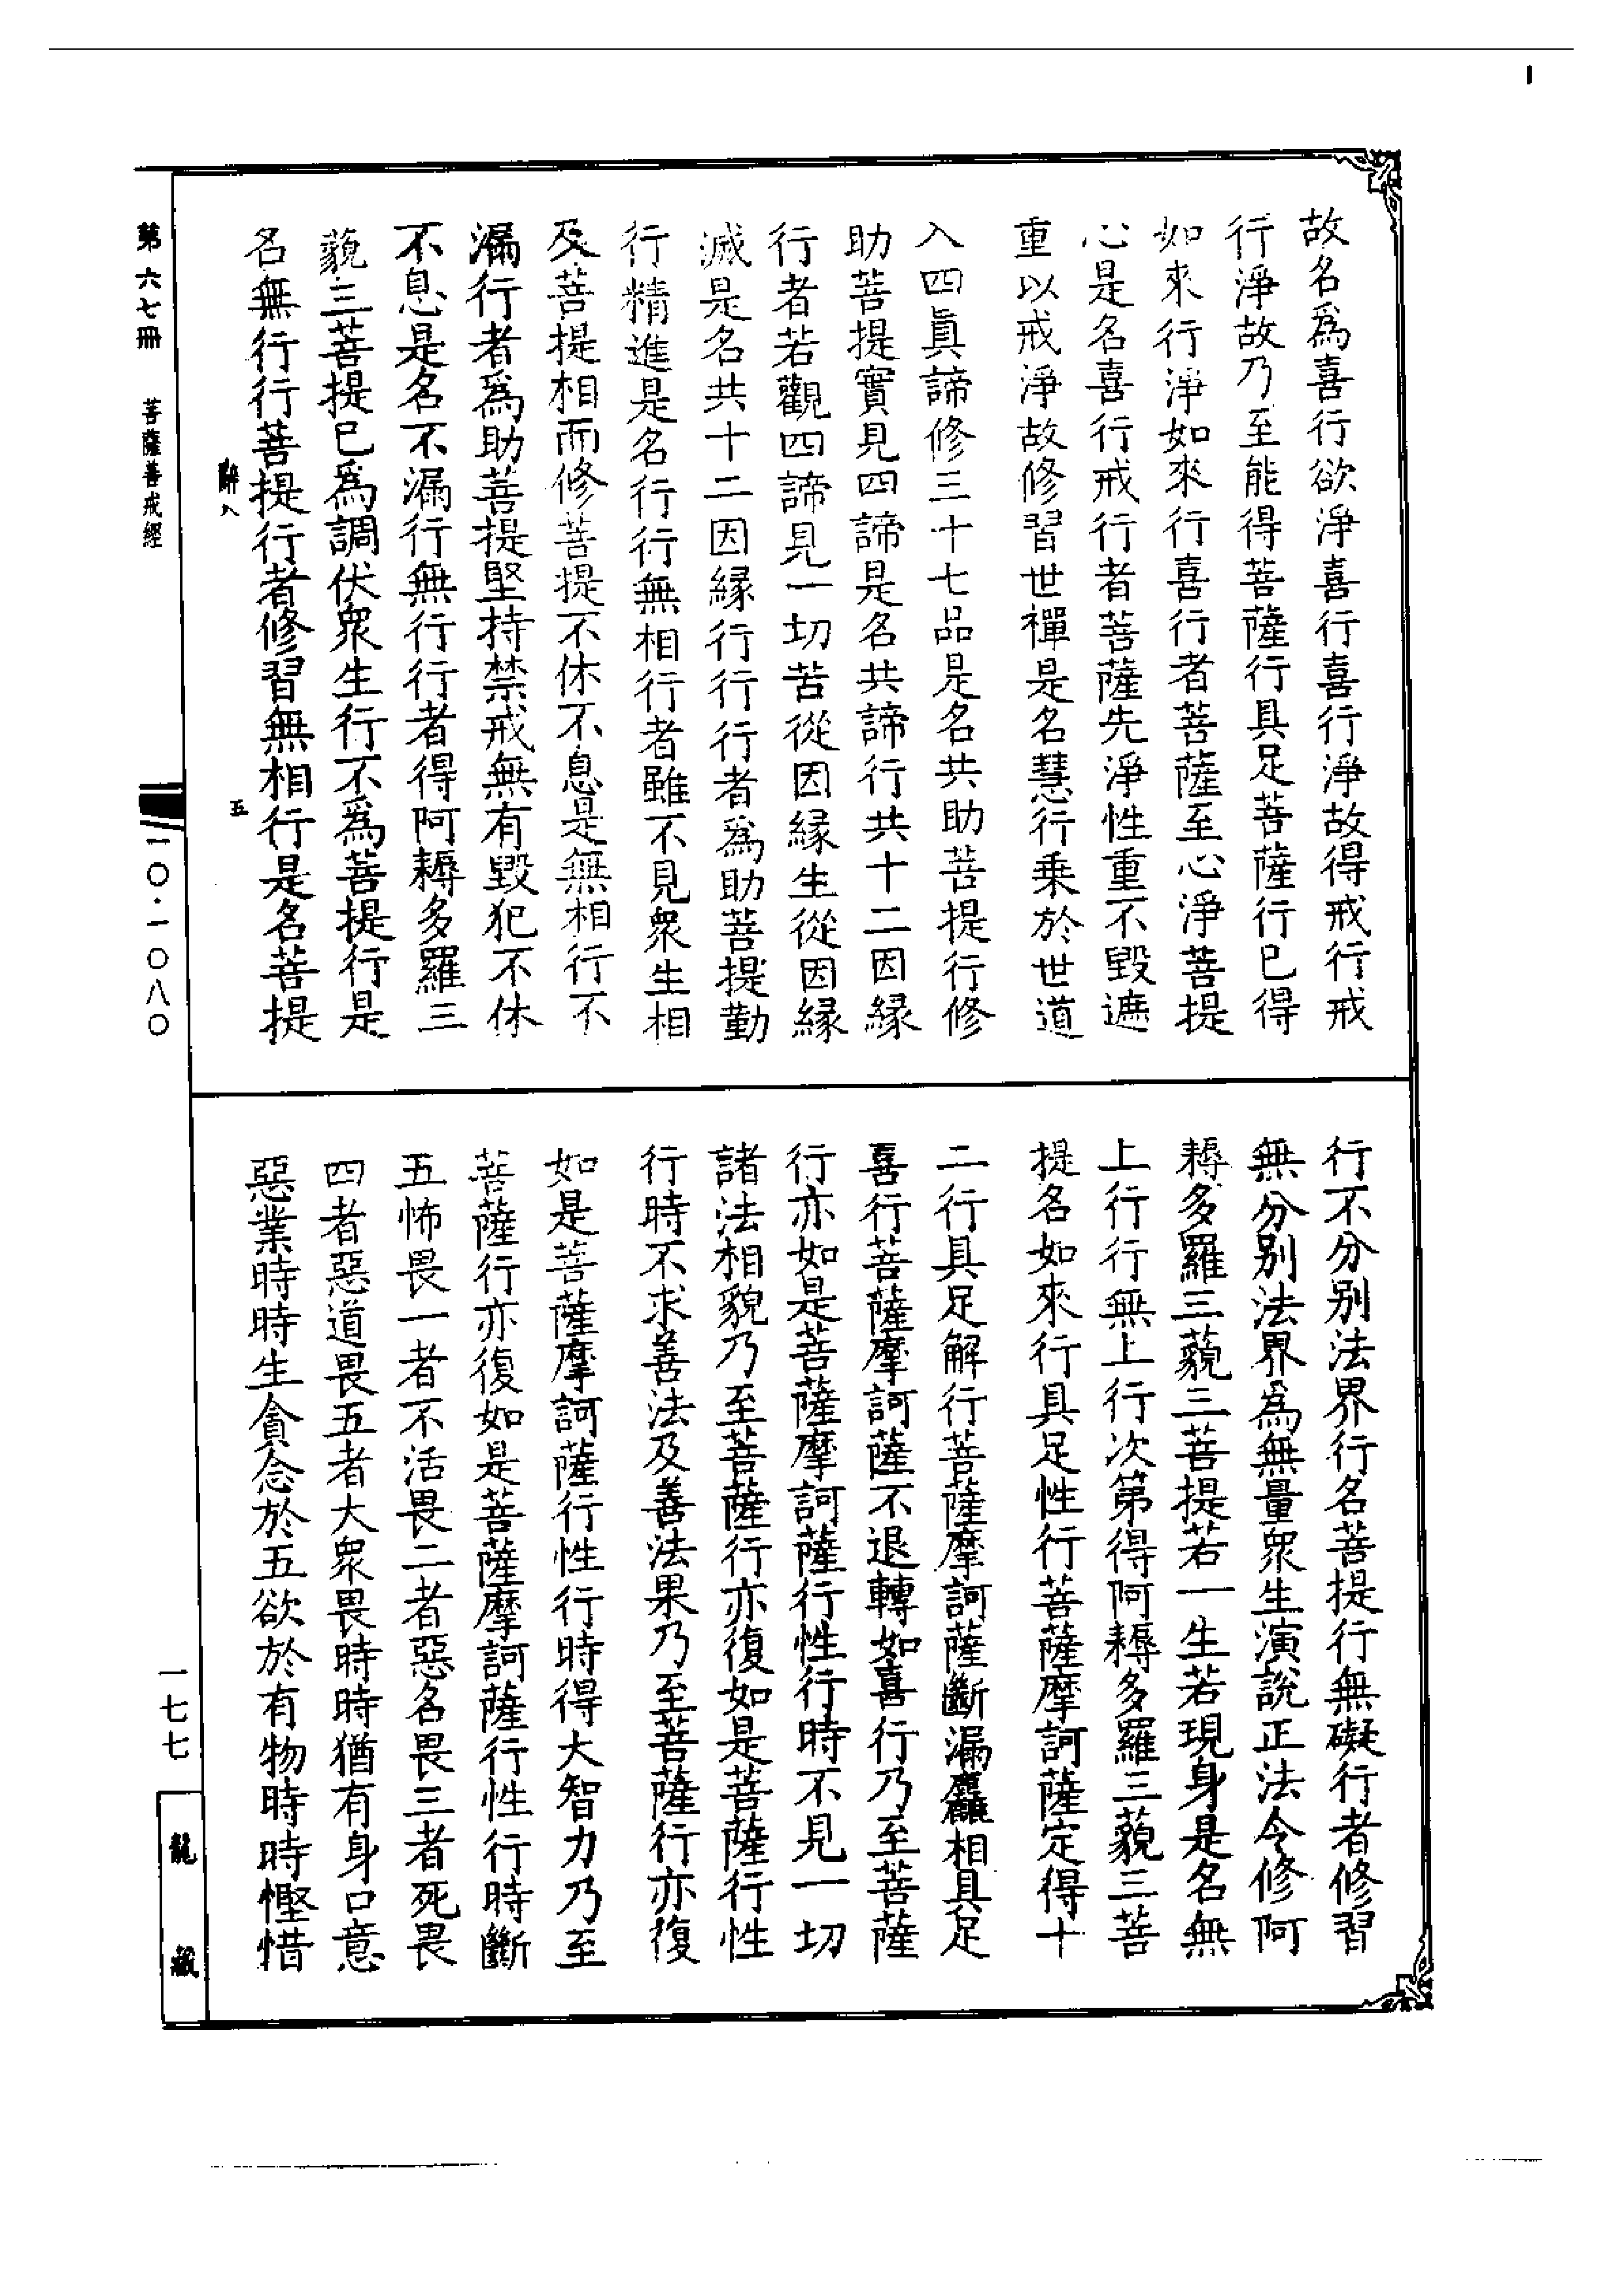 故名爲喜行欲淨喜行喜行淨故得戒行戒
行淨故乃至能得菩薩行具足菩薩行已得
如來行淨如來行喜行者菩薩至心淨菩提
心是名喜行戒行者菩薩先淨性重不毀遮
重以戒淨故修習世禪是名慧行乘於世道
入四眞諦修三十七品是名共助菩提行修
助菩提實見四諦是名共諦行共十二因緣
行者若觀四諦見一切苦從因緣生從因緣
滅是名共十二因緣行行行者爲助菩提勤
行精進是名行行無相行者雖不見衆生相
及菩提相而修菩提不休不息是無相行不
漏行者爲助菩提堅持禁戒無有毀犯不休
不息是名不漏行無行行者得阿耨多羅三
藐三菩提已爲調伏衆生行不爲菩提行是
名無行行菩提行者修習無相行是名菩提
行不分别法界行名菩提行無礙行者修習
無分别法界爲無量衆生演說正法令修阿
耨多羅三藐三菩提若一生若現身是名無
上行行無上行次第得阿耨多羅三藐三菩
提名如來行具足性行菩薩摩訶薩定得十
二行具足解行菩薩摩訶薩斷漏麤相具足
喜行菩薩摩訶薩不退轉如喜行乃至菩薩
行亦如是菩薩摩訶薩行性行時不見一切
諸法相貌乃至菩薩行亦復如是菩薩行性
行時不求善法及善法果乃至菩薩行亦復
如是菩薩摩訶薩行性行時得大智力乃至
菩薩行亦復如是菩薩摩訶薩行性行時斷
五怖畏一者不活畏二者惡名畏三者死畏
四者惡道畏五者大衆畏時時猶有身口意
惡業時時生貪念於五欲於有物時時慳惜
第六七冊 菩薩善戒經
一〇·一〇八〇
一七七
龍藏
五